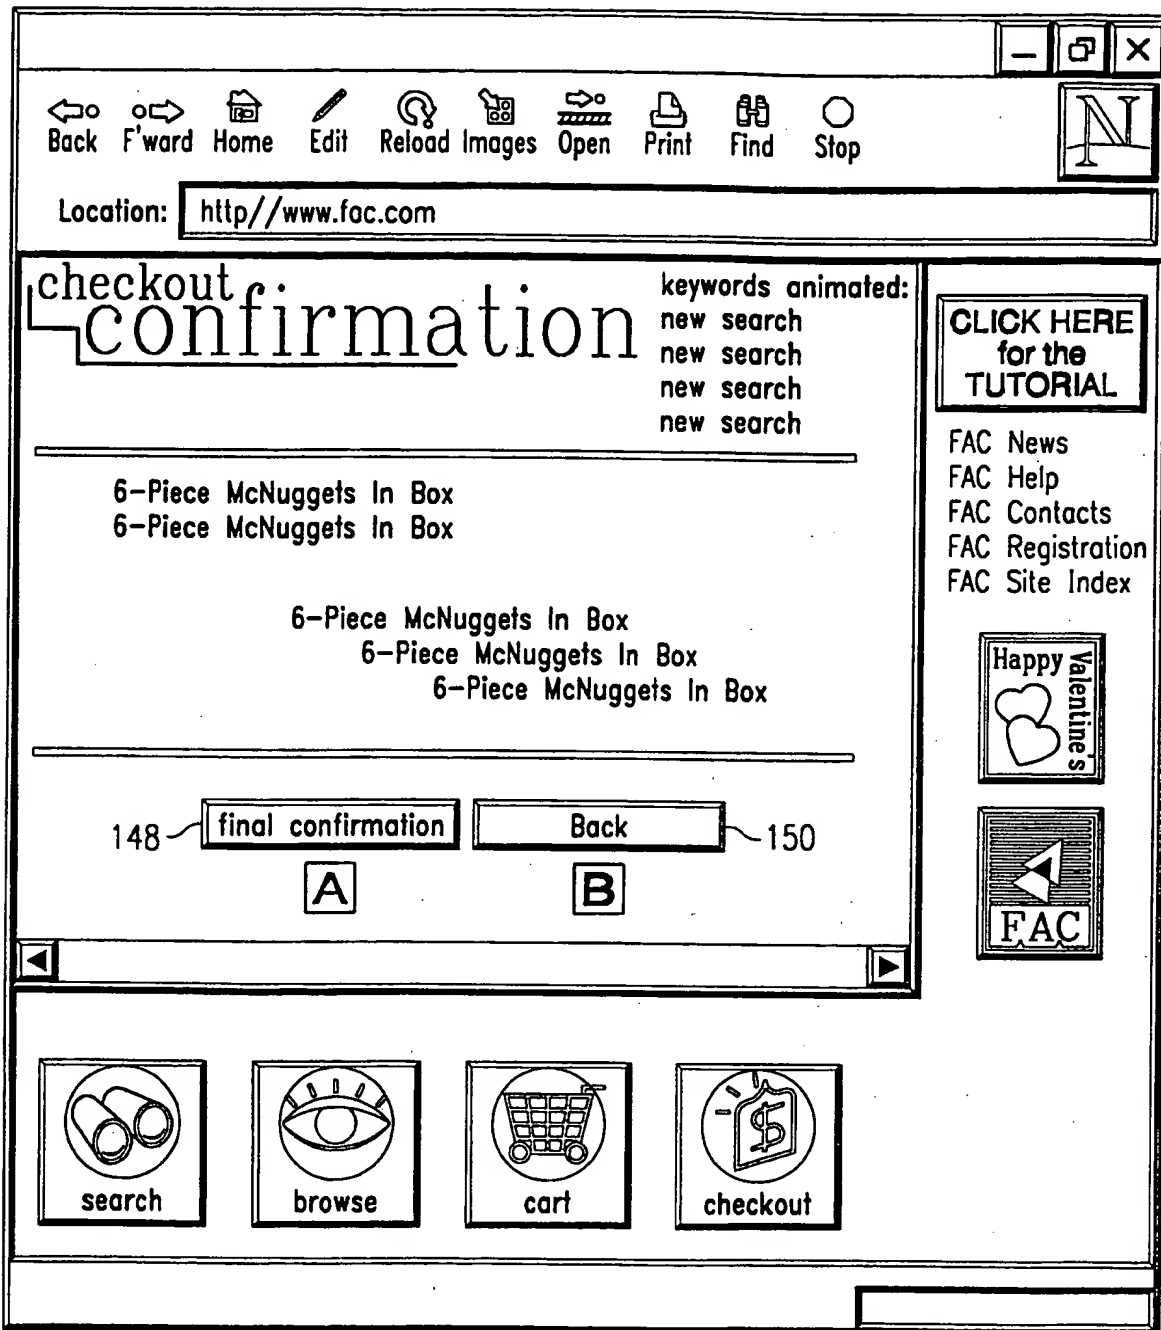 N
Back F'ward Home Edit Reload Images Open Print Find Stop
Location: http//www.fac.com
checkout
confirmation
keywords animated:
new search
new search
new search
new search
6-Piece McNuggets In Box
6-Piece McNuggets In Box
6-Piece McNuggets In Box
6-Piece McNuggets In Box
6-Piece McNuggets In Box
148 final confirmation Back 150
A B
CLICK HERE
for the
TUTORIAL
FAC News
FAC Help
FAC Contacts
FAC Registration
FAC Site Index
Happy Valentine's
FAC
search browse cart checkout
$